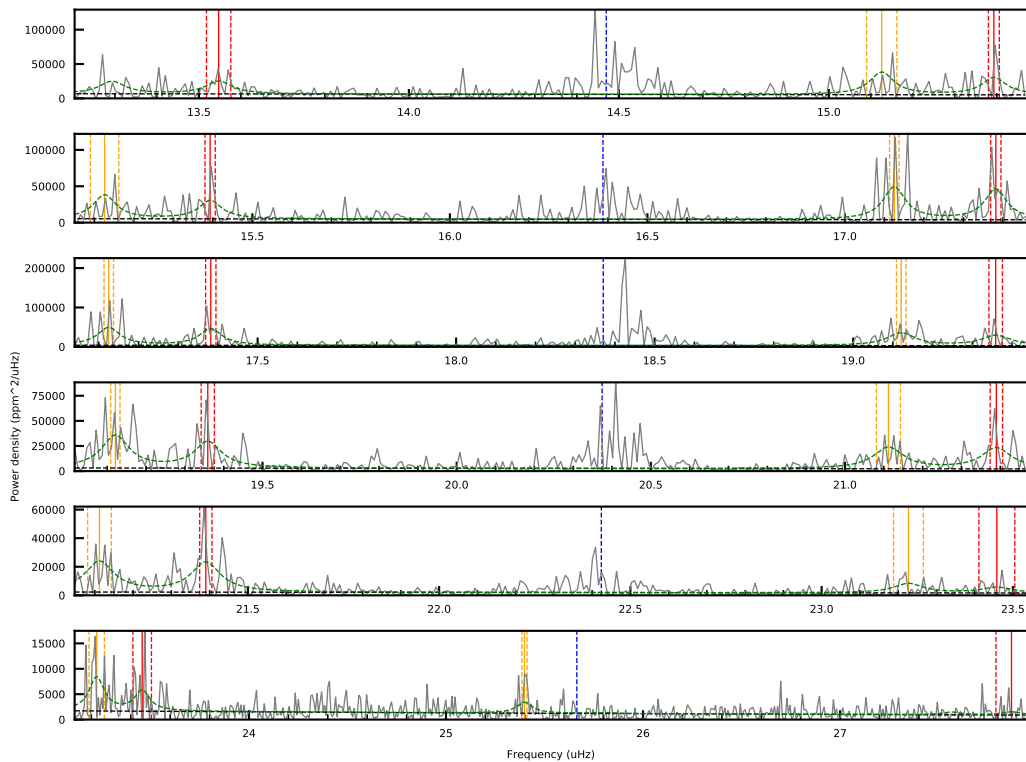 100000
50000
0
13.5 14.0 14.5 15.0
100000
50000
0
15.5 16.0 16.5 17.0
200000
100000
0
17.5 18.0 18.5 19.0
75000
50000
25000
0
19.5 20.0 20.5 21.0
Power density (ppm^2/uHz)
60000
40000
20000
0
21.5 22.0 22.5 23.0 23.5
15000
10000
5000
0
24 25 26 27
Frequency (uHz)